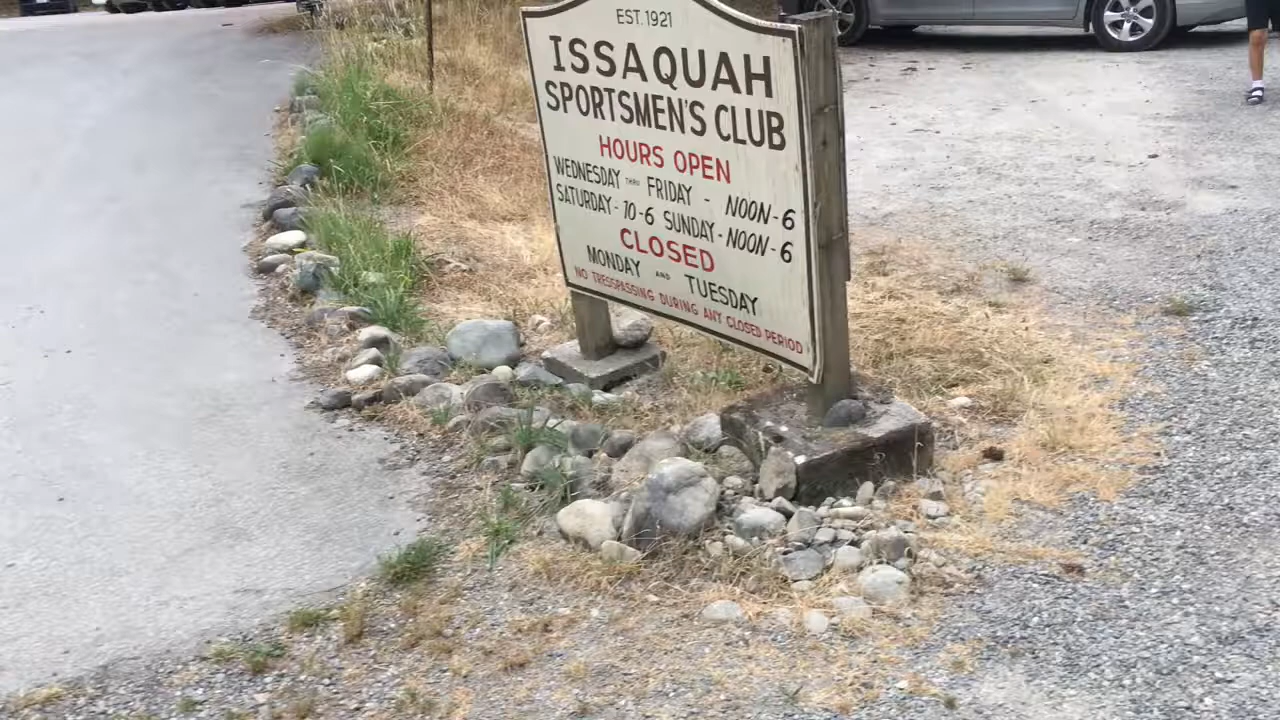 EST. 1921
ISSAQUAH
SPORTSMEN'S CLUB
HOURS OPEN
WEDNESDAY THRU FRIDAY - NOON-6
SATURDAY- 10-6 SUNDAY-NOON-6
CLOSED
MONDAY AND TUESDAY
NO TRESSPASSING DURING ANY CLOSED PERIOD